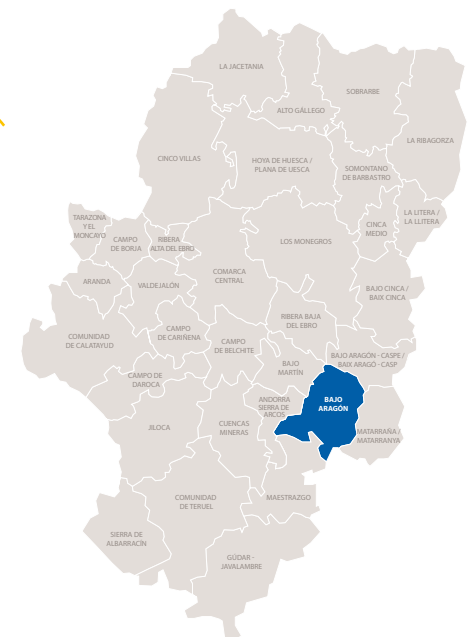 LA JACETANIA
SOBRARBE
ALTO GÁLLEGO
LA RIBAGORZA
CINCO VILLAS
HOYA DE HUESCA /
PLANA DE UESCA
SOMONTANO
DE BARBASTRO
TARAZONA
Y EL
MONCAYO
CAMPO
DE BORJA
RIBERA
ALTA DEL EBRO
LOS MONEGROS
CINCA
MEDIO
LA LITERA /
LA LLITERA
ARANDA
VALDEJALÓN
COMARCA
CENTRAL
BAJO CINCA /
BAIX CINCA
RIBERA BAJA
DEL EBRO
COMUNIDAD
DE CALATAYUD
CAMPO
DE CARIÑENA
CAMPO
DE BELCHITE
BAJO
MARTÍN
BAJO ARAGÓN - CASPE /
BAIX ARAGÓ - CASP
CAMPO DE
DAROCA
ANDORRA
SIERRA DE
ARCOS
BAJO
ARAGÓN
JILOCA
CUENCAS
MINERAS
MATARRAÑA /
MATARRANYA
COMUNIDAD
DE TERUEL
MAESTRAZGO
SIERRA DE
ALBARRACÍN
GÚDAR -
JAVALAMBRE